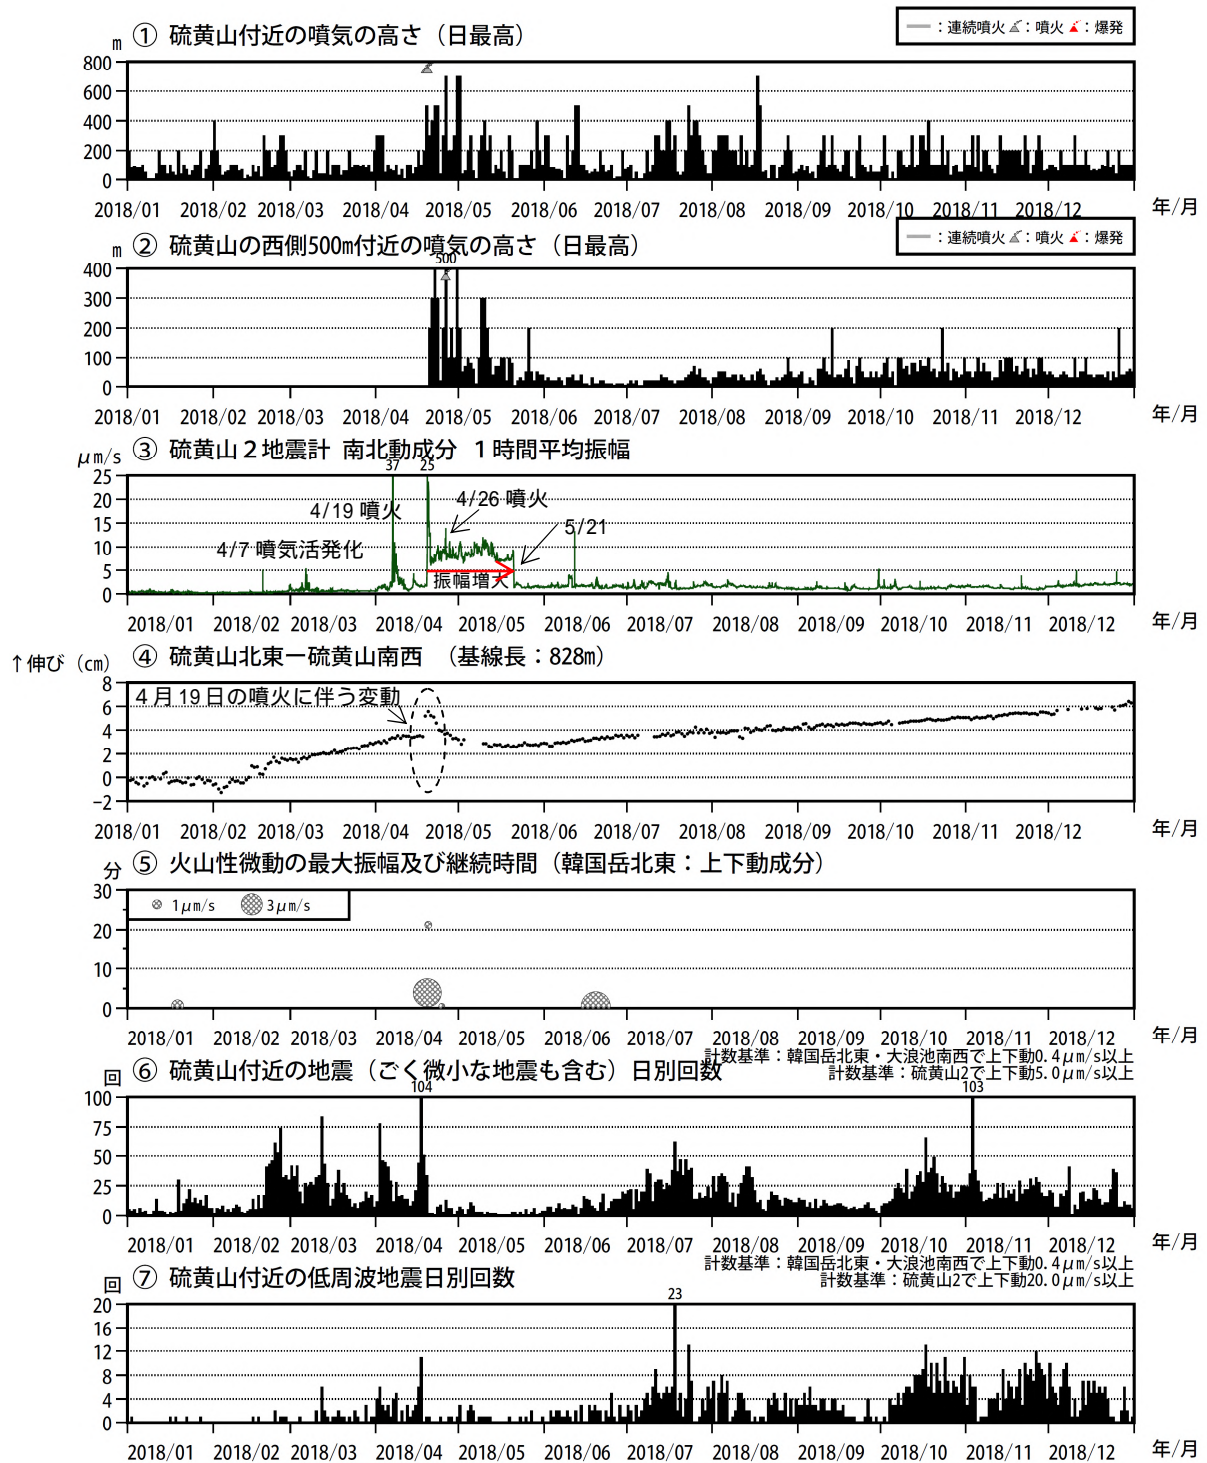 ① 硫黄山付近の噴気の高さ（日最高）
━：連続噴火 ：噴火 ：爆発
m
800
600
400
200
0
2018/01 2018/02 2018/03 2018/04 2018/05 2018/06 2018/07 2018/08 2018/09 2018/10 2018/11 2018/12 年/月
② 硫黄山の西側500m付近の噴気の高さ（日最高）
━：連続噴火 ：噴火 ：爆発
m
500
400
300
200
100
0
2018/01 2018/02 2018/03 2018/04 2018/05 2018/06 2018/07 2018/08 2018/09 2018/10 2018/11 2018/12 年/月
③ 硫黄山２地震計 南北動成分 １時間平均振幅
μm/s
37 25
25
20
15
10
5
0
4/19 噴火
4/26 噴火
5/21
4/7 噴気活発化
振幅増大
2018/01 2018/02 2018/03 2018/04 2018/05 2018/06 2018/07 2018/08 2018/09 2018/10 2018/11 2018/12 年/月
↑伸び（cm） ④ 硫黄山北東ー硫黄山南西 （基線長：828m）
8
6
4
2
0
−2
４月19日の噴火に伴う変動
2018/01 2018/02 2018/03 2018/04 2018/05 2018/06 2018/07 2018/08 2018/09 2018/10 2018/11 2018/12 年/月
分 ⑤ 火山性微動の最大振幅及び継続時間（韓国岳北東：上下動成分）
30
20
10
0
1μm/s 3μm/s
2018/01 2018/02 2018/03 2018/04 2018/05 2018/06 2018/07 2018/08 2018/09 2018/10 2018/11 2018/12 年/月
計数基準：韓国岳北東・大浪池南西で上下動0.4μm/s以上
計数基準：硫黄山2で上下動5.0μm/s以上
回 ⑥ 硫黄山付近の地震（ごく微小な地震も含む）日別回数
104 103
100
75
50
25
0
2018/01 2018/02 2018/03 2018/04 2018/05 2018/06 2018/07 2018/08 2018/09 2018/10 2018/11 2018/12 年/月
計数基準：韓国岳北東・大浪池南西で上下動0.4μm/s以上
計数基準：硫黄山2で上下動20.0μm/s以上
回 ⑦ 硫黄山付近の低周波地震日別回数
23
20
16
12
8
4
0
2018/01 2018/02 2018/03 2018/04 2018/05 2018/06 2018/07 2018/08 2018/09 2018/10 2018/11 2018/12 年/月